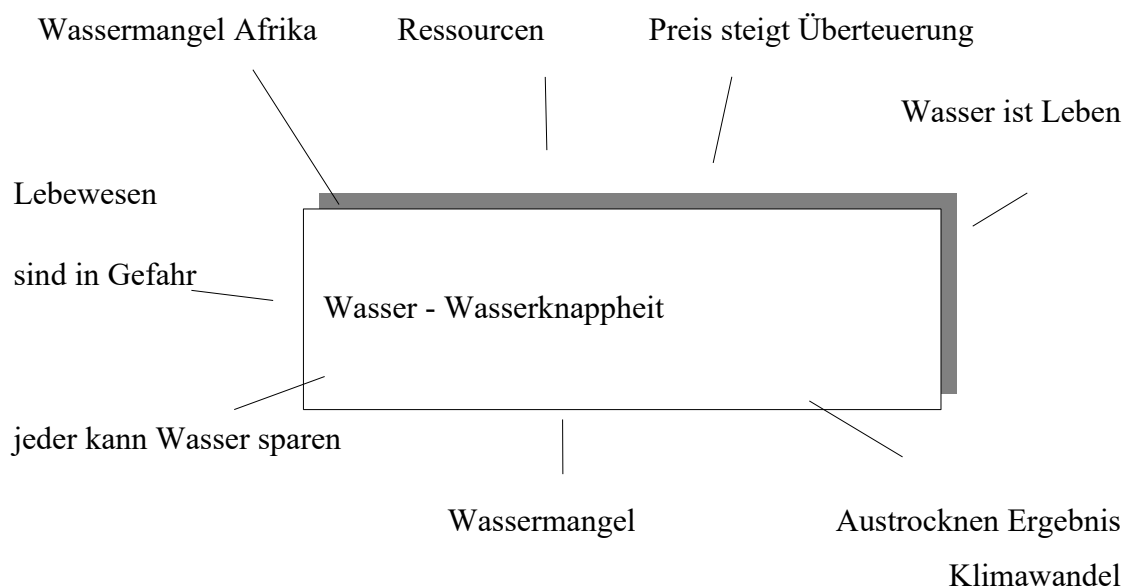 Wassermangel Afrika
Ressourcen
Preis steigt Überteuerung
Wasser ist Leben
Lebewesen
sind in Gefahr
Wasser - Wasserknappheit
jeder kann Wasser sparen
Wassermangel
Austrocknen Ergebnis
Klimawandel